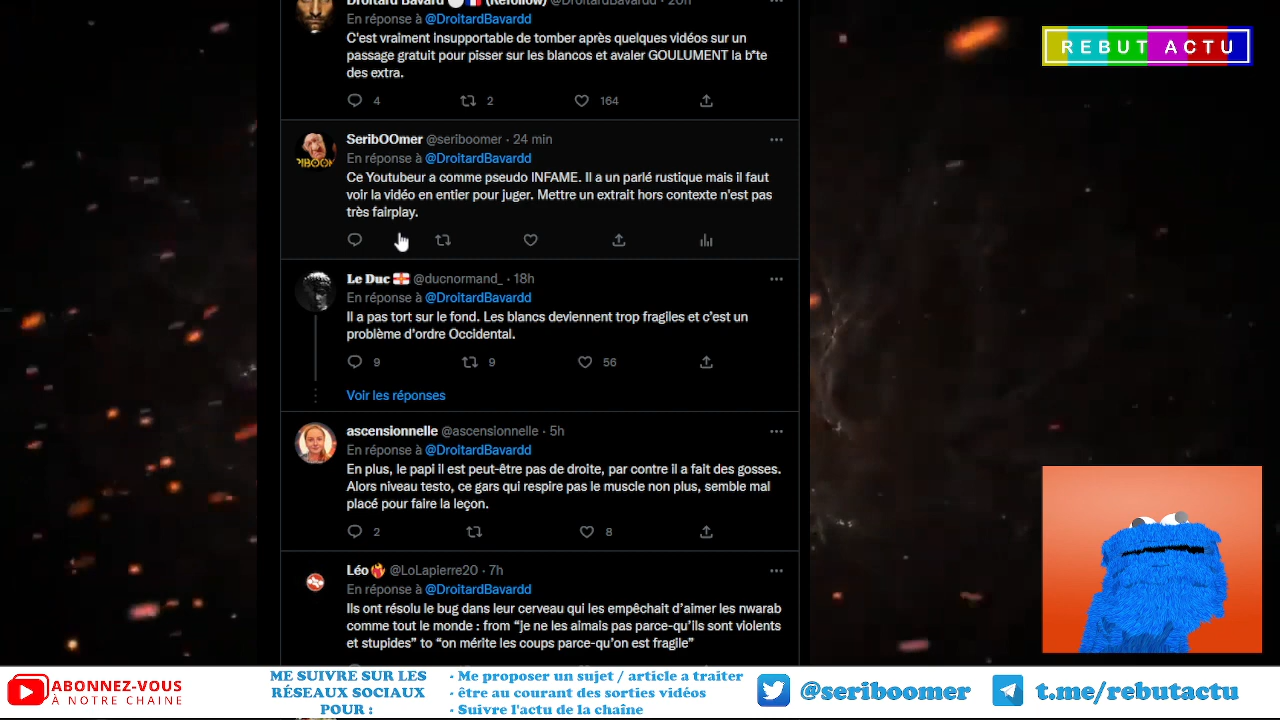 Droitard Bavard (Refollow) @DroitardBavardd · 20h
En réponse à @DroitardBavardd
C'est vraiment insupportable de tomber après quelques vidéos sur un
passage gratuit pour pisser sur les blancos et avaler GOULUMENT la b*te
des extra.
4 2 164
REBUT ACTU
SeribOOmer @seriboomer · 24 min
En réponse à @DroitardBavardd
Ce Youtubeur a comme pseudo INFAME. Il a un parlé rustique mais il faut
voir la vidéo en entier pour juger. Mettre un extrait hors contexte n'est pas
très fairplay.
Le Duc @ducnormand_ · 18h
En réponse à @DroitardBavardd
Il a pas tort sur le fond. Les blancs deviennent trop fragiles et c'est un
problème d'ordre Occidental.
9 9 56
Voir les réponses
ascensionnelle @ascensionnelle · 5h
En réponse à @DroitardBavardd
En plus, le papi il est peut-être pas de droite, par contre il a fait des gosses.
Alors niveau testo, ce gars qui respire pas le muscle non plus, semble mal
placé pour faire la leçon.
2 8
Léo @LoLapierre20 · 7h
En réponse à @DroitardBavardd
Ils ont résolu le bug dans leur cerveau qui les empêchait d'aimer les nwarab
comme tout le monde : from “je ne les aimais pas parce-qu'ils sont violents
et stupides” to “on mérite les coups parce-qu'on est fragile”
ABONNEZ-VOUS
À NOTRE CHAINE
ME SUIVRE SUR LES
RÉSEAUX SOCIAUX
POUR :
- Me proposer un sujet / article a traiter
- être au courant des sorties vidéos
- Suivre l'actu de la chaîne
@seriboomer
t.me/rebutactu